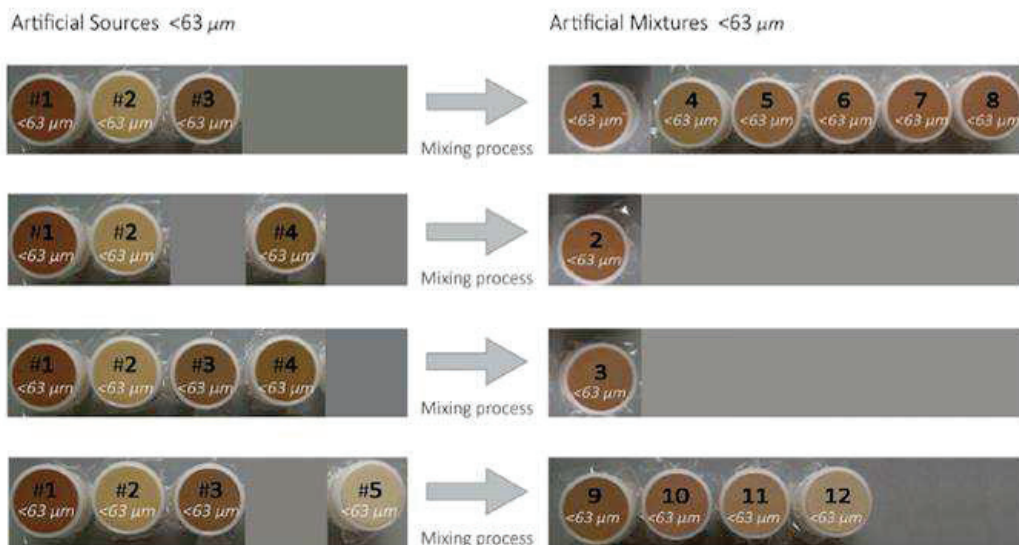 Artificial Sources <63 µm
Artificial Mixtures <63 µm
#1 #2 #3
<63 µm <63 µm <63 µm
Mixing process
1 4 5 6 7 8
<63 µm <63 µm <63 µm <63 µm <63 µm <63 µm
#1 #2 #4
<63 µm <63 µm <63 µm
Mixing process
2
<63 µm
#1 #2 #3 #4
<63 µm <63 µm <63 µm <63 µm
Mixing process
3
<63 µm
#1 #2 #3 #5
<63 µm <63 µm <63 µm <63 µm
Mixing process
9 10 11 12
<63 µm <63 µm <63 µm <63 µm